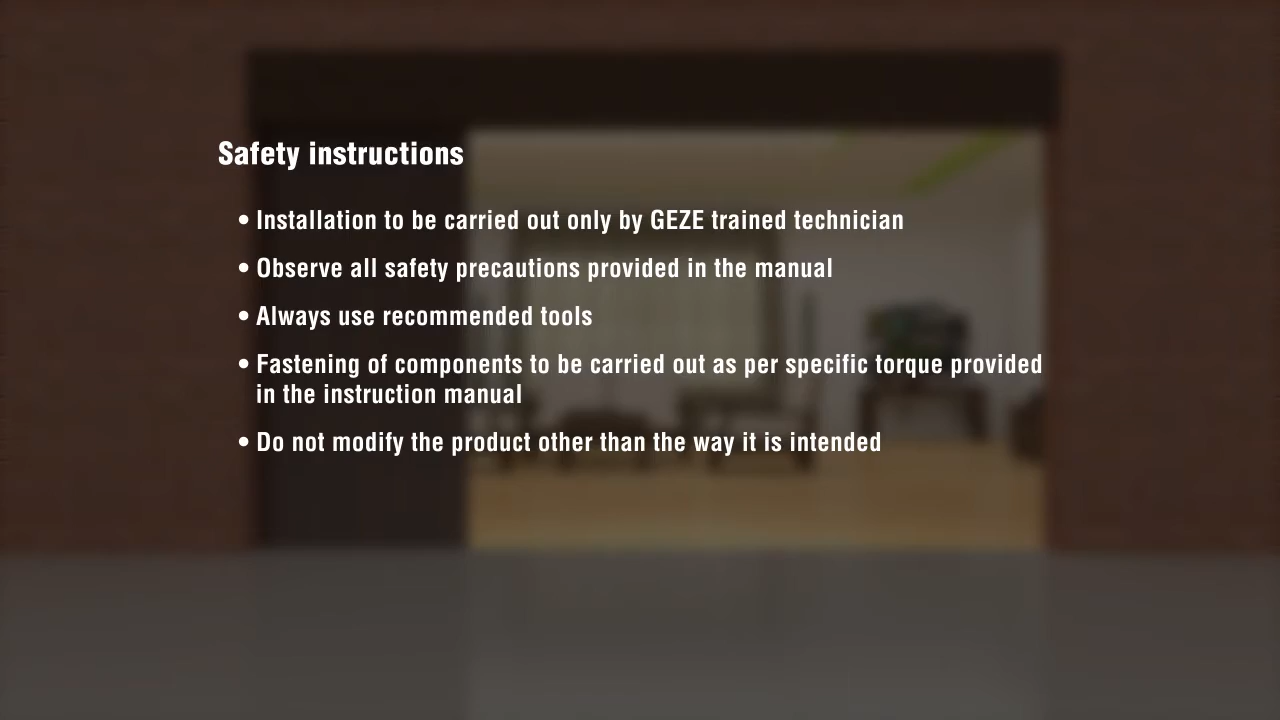 Safety instructions
• Installation to be carried out only by GEZE trained technician
• Observe all safety precautions provided in the manual
• Always use recommended tools
• Fastening of components to be carried out as per specific torque provided
in the instruction manual
• Do not modify the product other than the way it is intended